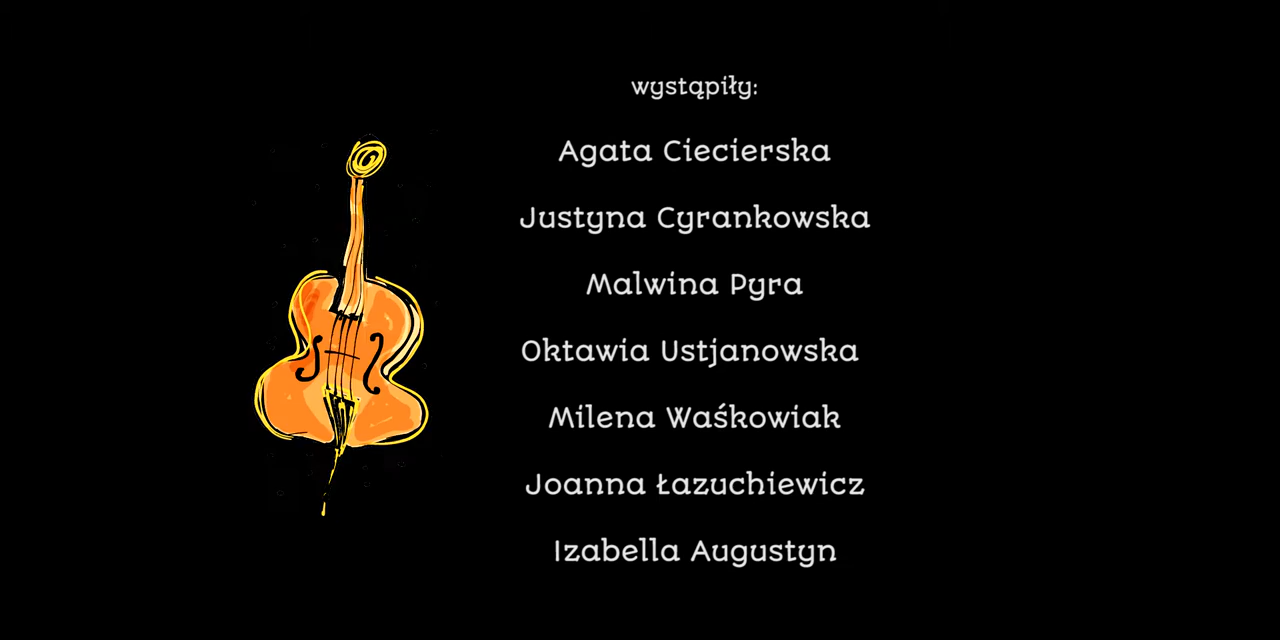 wystąpiły:
Agata Ciecierska
Justyna Cyrankowska
Malwina Pyra
Oktawia Ustjanowska
Milena Waśkowiak
Joanna Łazuchiewicz
Izabella Augustyn